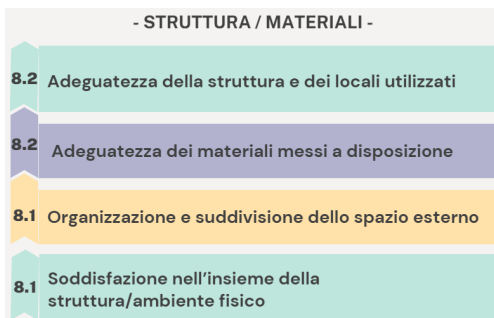 - STRUTTURA / MATERIALI -
8.2 Adeguatezza della struttura e dei locali utilizzati
8.2 Adeguatezza dei materiali messi a disposizione
8.1 Organizzazione e suddivisione dello spazio esterno
8.1 Soddisfazione nell'insieme della
struttura/ambiente fisico